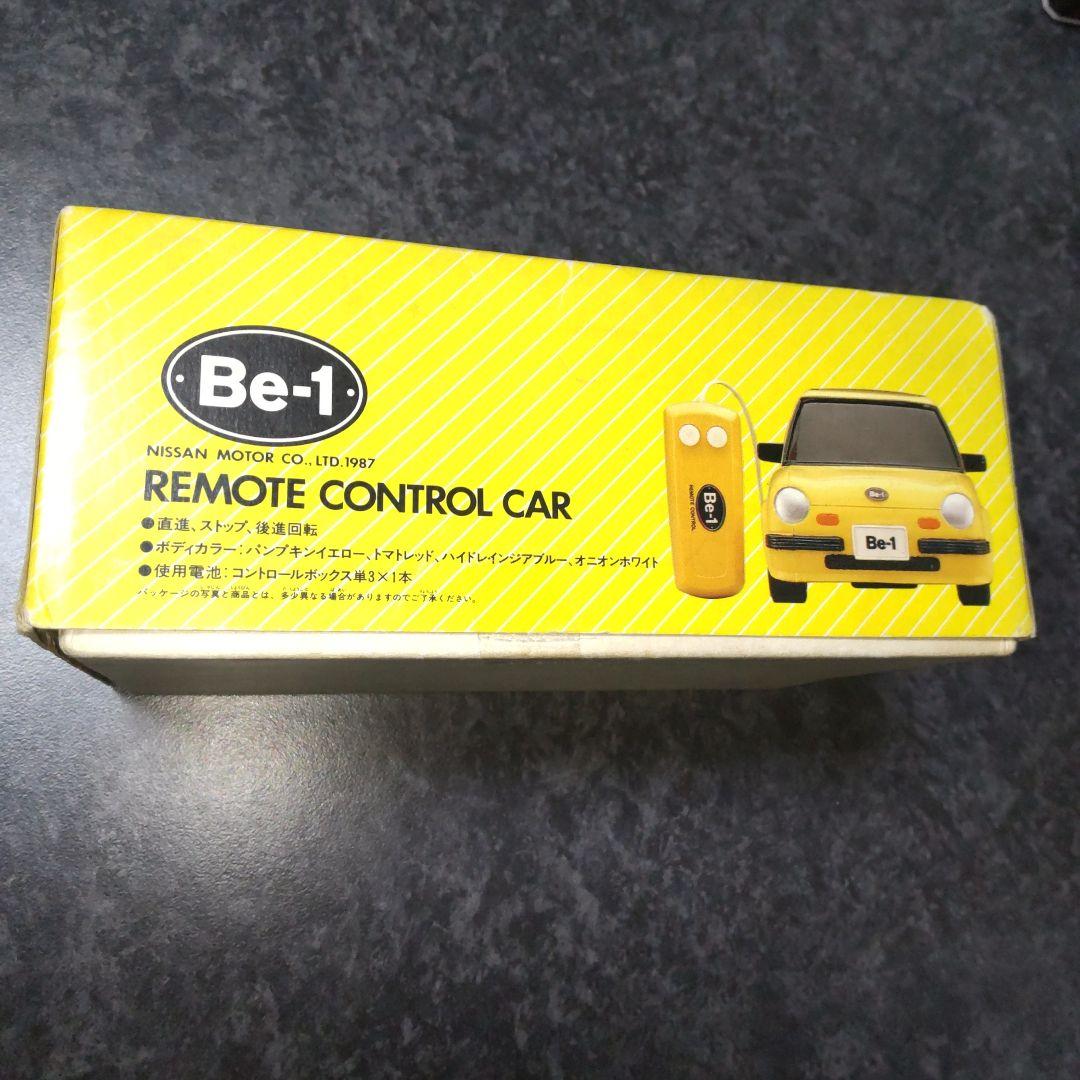 Be-1
NISSAN MOTOR CO., LTD.1987
REMOTE CONTROL CAR
●直進、ストップ、後進回転
●ボディカラー:パンプキンイエロー、トマトレッド、ハイドレインジアブルー、オニオンホワイト
●使用電池:コントロールボックス単3×1本
パッケージの写真と商品とは、多少異なる場合がありますのでご了承ください。
Be-1
REMOTE CONTROL
Be-1
Be-1